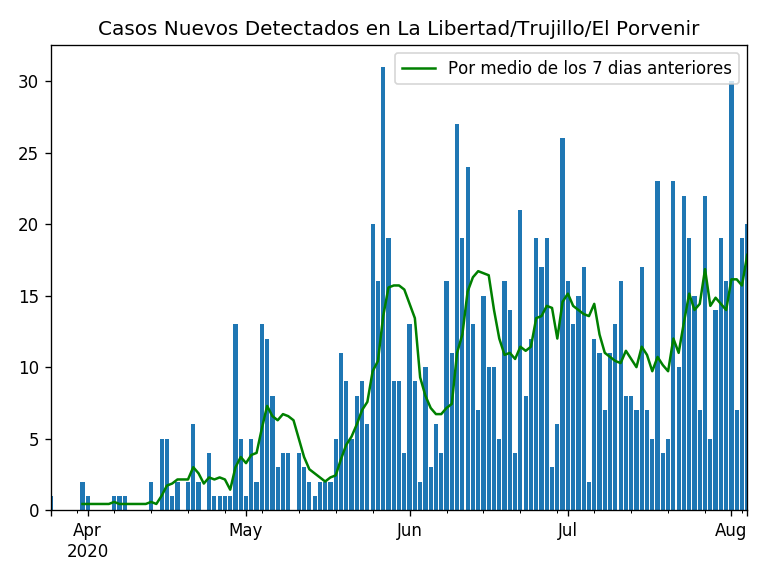 Casos Nuevos Detectados en La Libertad/Trujillo/El Porvenir
Por medio de los 7 dias anteriores
30
25
20
15
10
5
0
Apr May Jun Jul Aug
2020